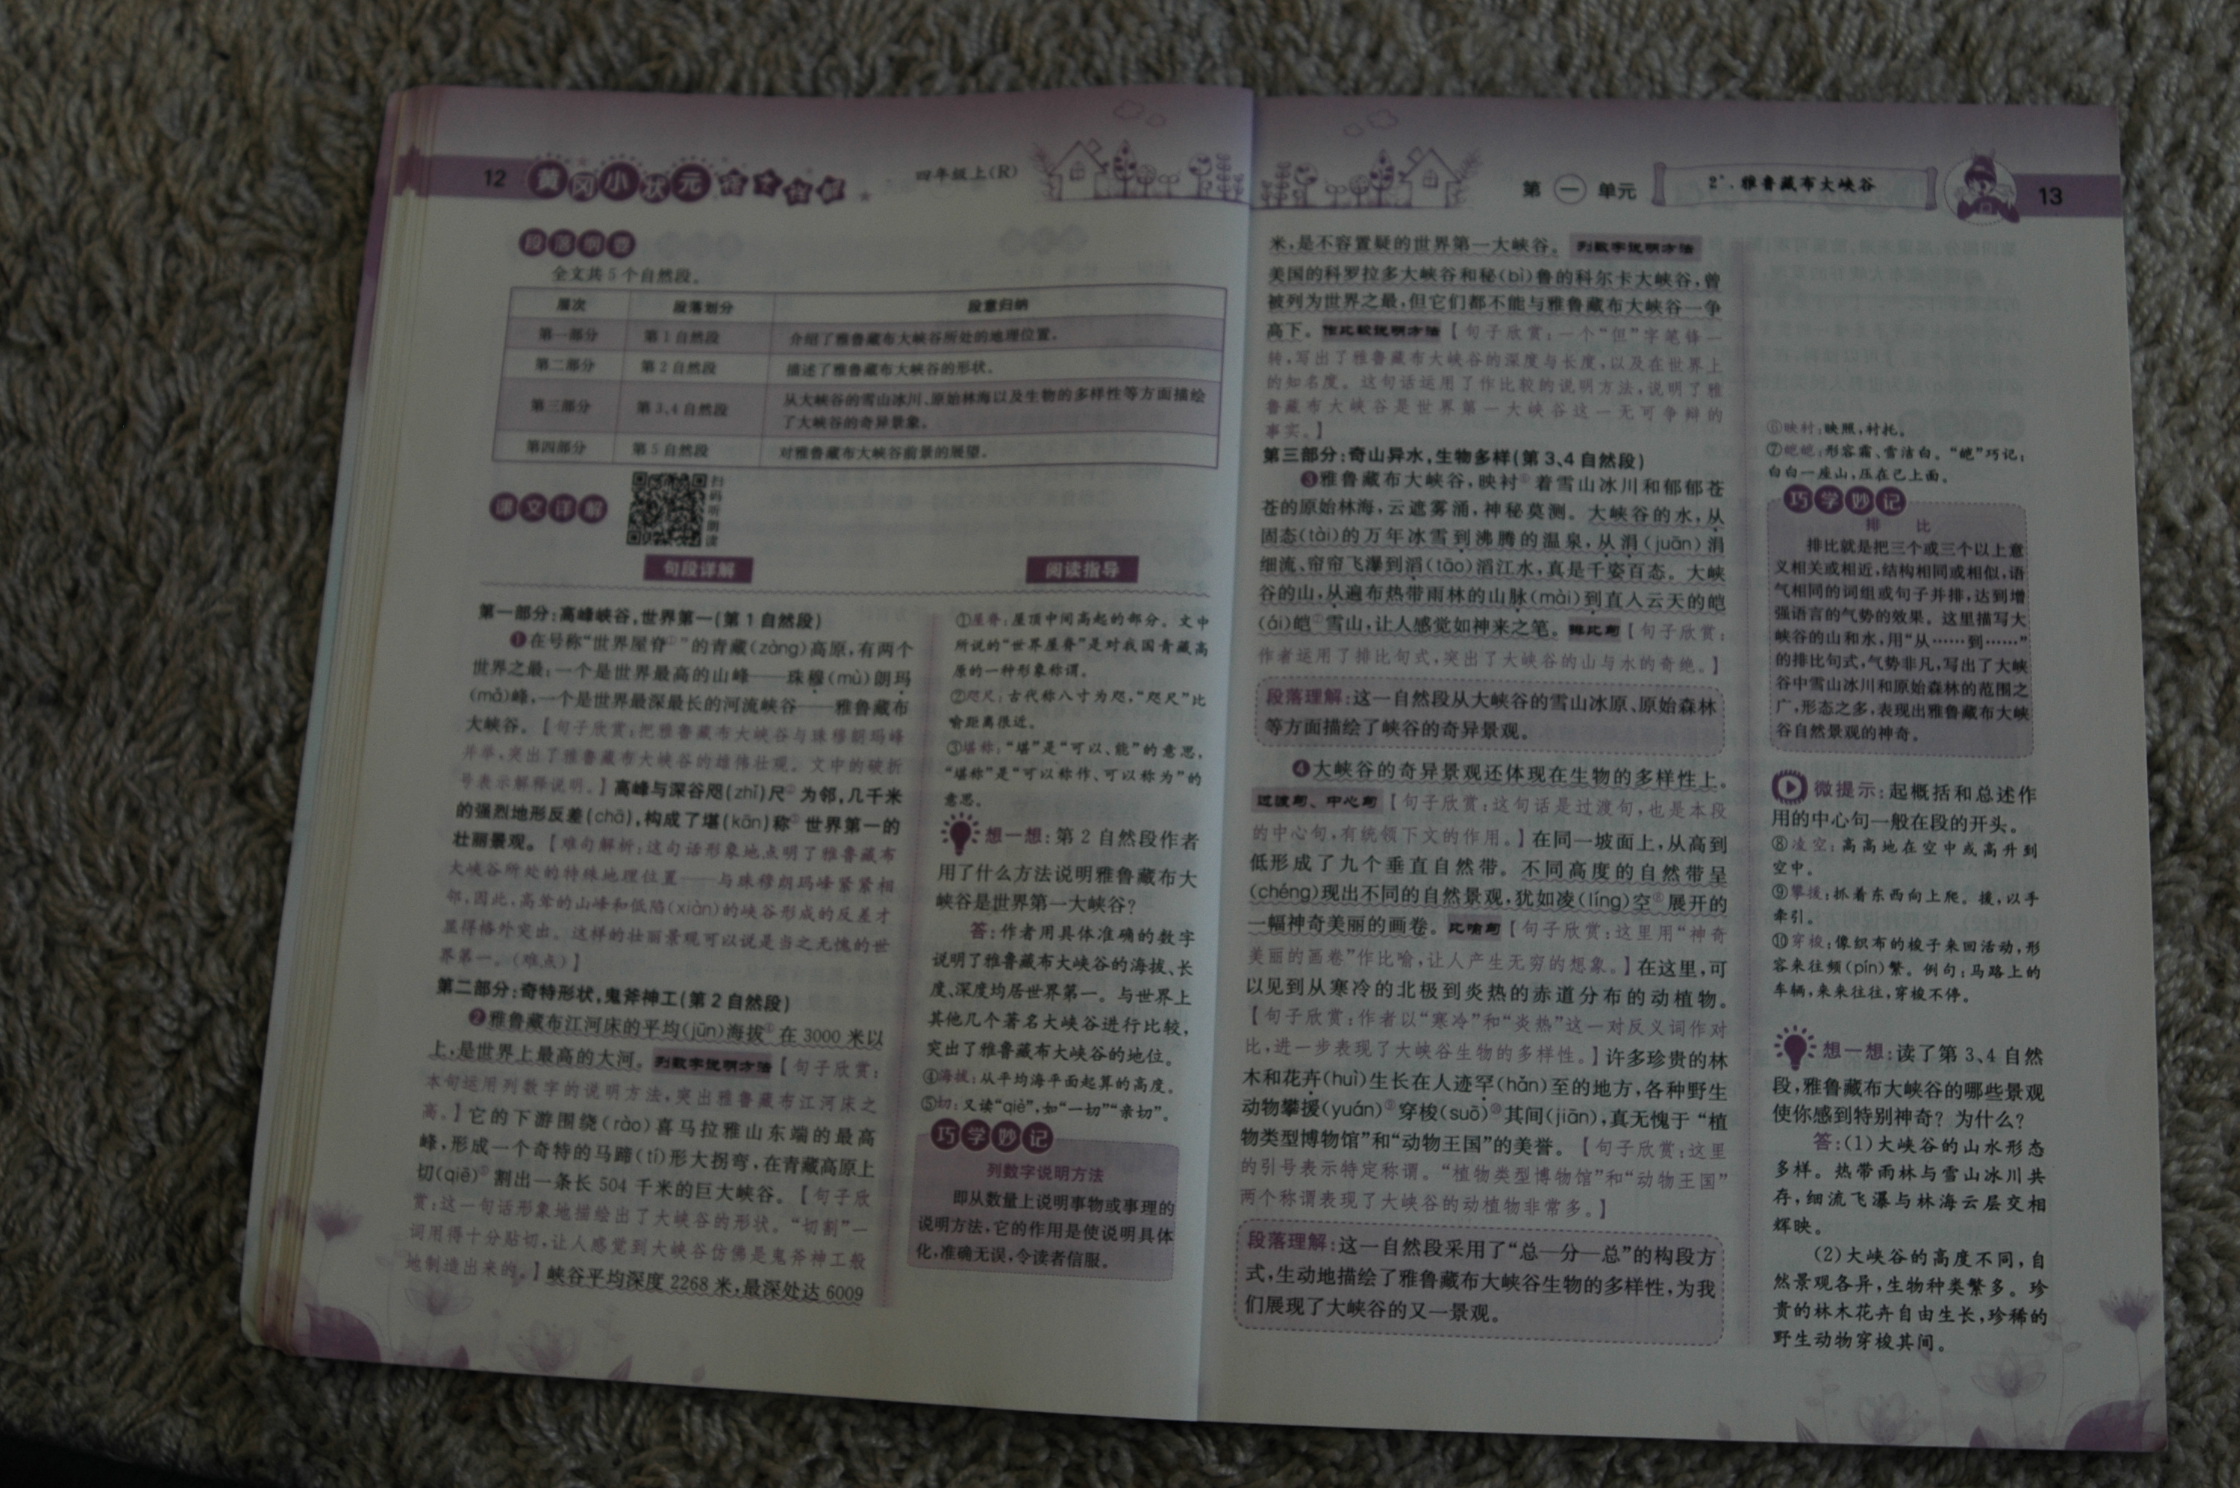 12 黄冈小状元 语文详解 四年级上(R)
段落纲要
全文共5个自然段。
层次 段落划分 段意归纳
第一部分 第1自然段 介绍了雅鲁藏布大峡谷所处的地理位置。
第二部分 第2自然段 描述了雅鲁藏布大峡谷的形状。
第三部分 第3、4自然段 从大峡谷的雪山冰川、原始林海以及生物的多样性等方面描绘
了大峡谷的奇异景象。
第四部分 第5自然段 对雅鲁藏布大峡谷前景的展望。
课文详解 扫码听朗读
句段详解
第一部分:高峰峡谷,世界第一(第1自然段)
❶在号称“世界屋脊①”的青藏(zàng)高原,有两个
世界之最:一个是世界最高的山峰——珠穆(mù)朗玛
(mǎ)峰,一个是世界最深最长的河流峡谷——雅鲁藏布
大峡谷。【句子欣赏:把雅鲁藏布大峡谷与珠穆朗玛峰
并举,突出了雅鲁藏布大峡谷的雄伟壮观。文中的破折
号表示解释说明。】高峰与深谷咫(zhǐ)尺②为邻,几千米
的强烈地形反差(chā),构成了堪(kān)称③世界第一的
壮丽景观。【难句解析:这句话形象地点明了雅鲁藏布
大峡谷所处的特殊地理位置——与珠穆朗玛峰紧紧相
邻,因此,高耸的山峰和低陷(xiàn)的峡谷形成的反差才
显得格外突出。这样的壮丽景观可以说是当之无愧的世
界第一。(难点)】
第二部分:奇特形状,鬼斧神工(第2自然段)
❷雅鲁藏布江河床的平均(jūn)海拔④在3000米以
上,是世界上最高的大河。列数字说明方法【句子欣赏:
本句运用列数字的说明方法,突出雅鲁藏布江河床之
高。】它的下游围绕(rào)喜马拉雅山东端的最高
峰,形成一个奇特的马蹄(tí)形大拐弯,在青藏高原上
切(qiē)⑤割出一条长504千米的巨大峡谷。【句子欣
赏:这一句话形象地描绘出了大峡谷的形状。“切割”一
词用得十分贴切,让人感觉到大峡谷仿佛是鬼斧神工般
地制造出来的。】峡谷平均深度2268米,最深处达6009
阅读指导
①屋脊:屋顶中间高起的部分。文中
所说的“世界屋脊”是对我国青藏高
原的一种形象称谓。
②咫尺:古代称八寸为咫,“咫尺”比
喻距离很近。
③堪称:“堪”是“可以、能”的意思,
“堪称”是“可以称作、可以称为”的
意思。
想一想:第2自然段作者
用了什么方法说明雅鲁藏布大
峡谷是世界第一大峡谷?
答:作者用具体准确的数字
说明了雅鲁藏布大峡谷的海拔、长
度、深度均居世界第一。与世界上
其他几个著名大峡谷进行比较,
突出了雅鲁藏布大峡谷的地位。
④海拔:从平均海平面起算的高度。
⑤切:又读“qiè”,如“一切”“亲切”。
巧学妙记
列数字说明方法
即从数量上说明事物或事理的
说明方法,它的作用是使说明具体
化,准确无误,令读者信服。
第一单元 2*.雅鲁藏布大峡谷 13
米,是不容置疑的世界第一大峡谷。列数字说明方法
美国的科罗拉多大峡谷和秘(bì)鲁的科尔卡大峡谷,曾
被列为世界之最,但它们都不能与雅鲁藏布大峡谷一争
高下。作比较说明方法【句子欣赏:一个“但”字笔锋一
转,写出了雅鲁藏布大峡谷的深度与长度,以及在世界上
的知名度。这句话运用了作比较的说明方法,说明了雅
鲁藏布大峡谷是世界第一大峡谷这一无可争辩的
事实。】
第三部分:奇山异水,生物多样(第3、4自然段)
❸雅鲁藏布大峡谷,映衬⑥着雪山冰川和郁郁苍
苍的原始林海,云遮雾涌,神秘莫测。大峡谷的水,从
固态(tài)的万年冰雪到沸腾的温泉,从涓(juān)涓
细流、帘帘飞瀑到滔(tāo)滔江水,真是千姿百态。大峡
谷的山,从遍布热带雨林的山脉(mài)到直入云天的皑
(ái)皑⑦雪山,让人感觉如神来之笔。排比句【句子欣赏:
作者运用了排比句式,突出了大峡谷的山与水的奇绝。】
段落理解:这一自然段从大峡谷的雪山冰原、原始森林
等方面描绘了峡谷的奇异景观。
❹大峡谷的奇异景观还体现在生物的多样性上。
过渡句、中心句【句子欣赏:这句话是过渡句,也是本段
的中心句,有统领下文的作用。】在同一坡面上,从高到
低形成了九个垂直自然带。不同高度的自然带呈
(chéng)现出不同的自然景观,犹如凌(líng)空⑧展开的
一幅神奇美丽的画卷。比喻句【句子欣赏:这里用“神奇
美丽的画卷”作比喻,让人产生无穷的想象。】在这里,可
以见到从寒冷的北极到炎热的赤道分布的动植物。
【句子欣赏:作者以“寒冷”和“炎热”这一对反义词作对
比,进一步表现了大峡谷生物的多样性。】许多珍贵的林
木和花卉(huì)生长在人迹罕(hǎn)至的地方,各种野生
动物攀援(yuán)⑨穿梭(suō)⑩其间(jiān),真无愧于“植
物类型博物馆”和“动物王国”的美誉。【句子欣赏:这里
的引号表示特定称谓。“植物类型博物馆”和“动物王国”
两个称谓表现了大峡谷的动植物非常多。】
段落理解:这一自然段采用了“总—分—总”的构段方
式,生动地描绘了雅鲁藏布大峡谷生物的多样性,为我
们展现了大峡谷的又一景观。
⑥映衬:映照,衬托。
⑦皑皑:形容霜、雪洁白。“皑”巧记:
白白一座山,压在己上面。
巧学妙记
排 比
排比就是把三个或三个以上意
义相关或相近,结构相同或相似,语
气相同的词组或句子并排,达到增
强语言的气势的效果。这里描写大
峡谷的山和水,用“从……到……”
的排比句式,气势非凡,写出了大峡
谷中雪山冰川和原始森林的范围之
广,形态之多,表现出雅鲁藏布大峡
谷自然景观的神奇。
微提示:起概括和总述作
用的中心句一般在段的开头。
⑧凌空:高高地在空中或高升到
空中。
⑨攀援:抓着东西向上爬。援,以手
牵引。
⑩穿梭:像织布的梭子来回活动,形
容来往频(pín)繁。例句:马路上的
车辆,来来往往,穿梭不停。
想一想:读了第3、4自然
段,雅鲁藏布大峡谷的哪些景观
使你感到特别神奇?为什么?
答:(1)大峡谷的山水形态
多样。热带雨林与雪山冰川共
存,细流飞瀑与林海云层交相
辉映。
(2)大峡谷的高度不同,自
然景观各异,生物种类繁多。珍
贵的林木花卉自由生长,珍稀的
野生动物穿梭其间。